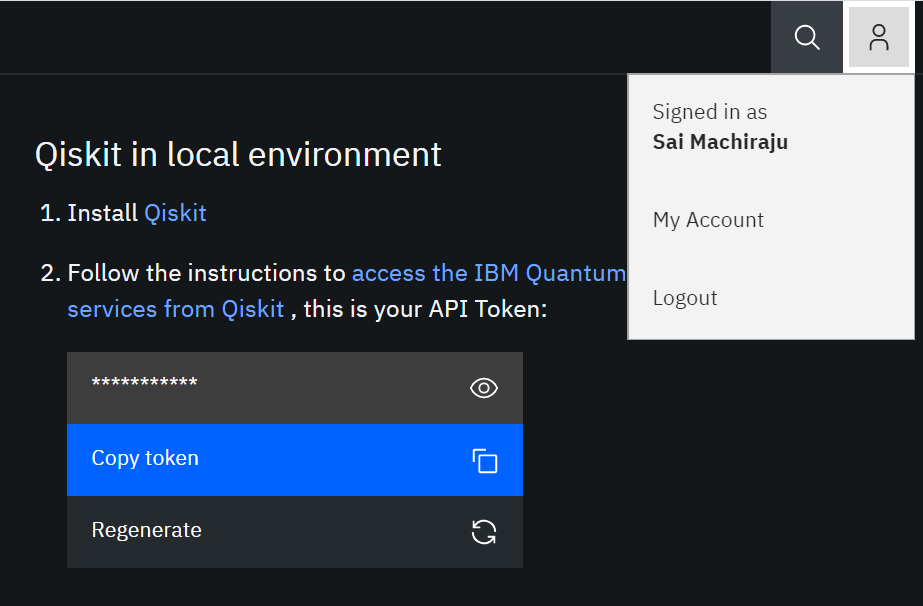 Signed in as
Sai Machiraju
My Account
Logout
Qiskit in local environment
1. Install Qiskit
2. Follow the instructions to access the IBM Quantum
services from Qiskit , this is your API Token:
***********
Copy token
Regenerate